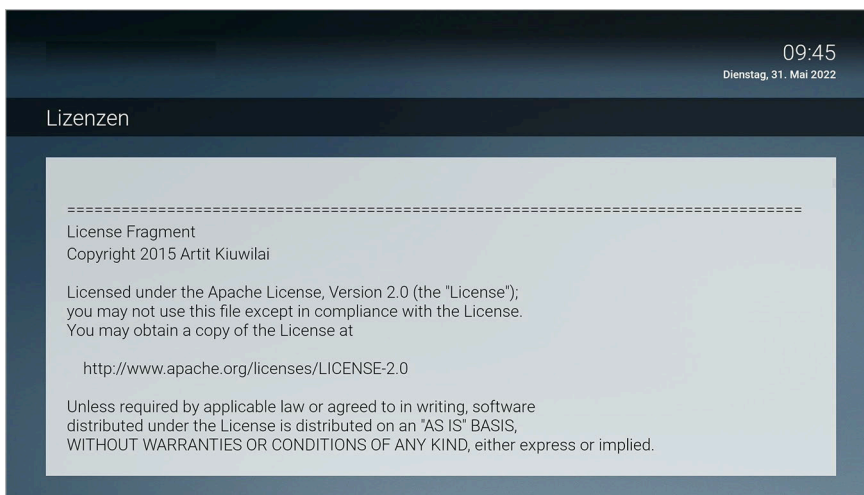 09:45
Dienstag, 31. Mai 2022
Lizenzen
================================================================================
License Fragment
Copyright 2015 Artit Kiuwilai
Licensed under the Apache License, Version 2.0 (the "License");
you may not use this file except in compliance with the License.
You may obtain a copy of the License at
http://www.apache.org/licenses/LICENSE-2.0
Unless required by applicable law or agreed to in writing, software
distributed under the License is distributed on an "AS IS" BASIS,
WITHOUT WARRANTIES OR CONDITIONS OF ANY KIND, either express or implied.